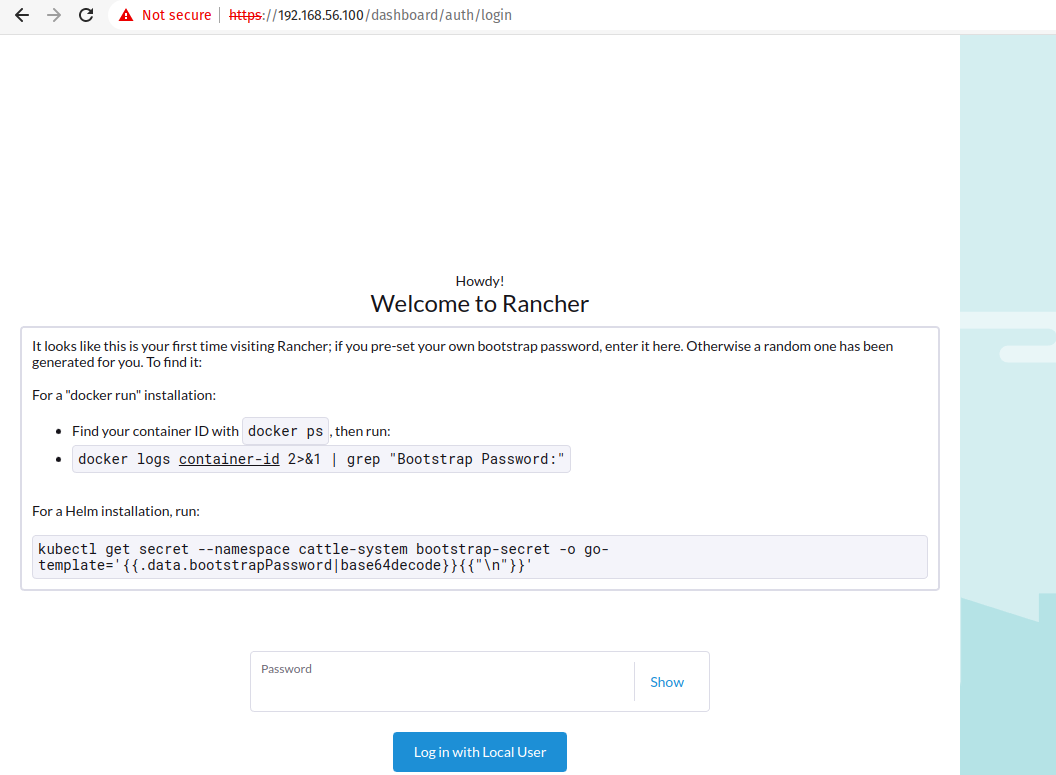 Not secure | https://192.168.56.100/dashboard/auth/login
Howdy!
Welcome to Rancher
It looks like this is your first time visiting Rancher; if you pre-set your own bootstrap password, enter it here. Otherwise a random one has been
generated for you. To find it:
For a "docker run" installation:
• Find your container ID with docker ps, then run:
• docker logs container-id 2>&1 | grep "Bootstrap Password:"
For a Helm installation, run:
kubectl get secret --namespace cattle-system bootstrap-secret -o go-
template='{{.data.bootstrapPassword|base64decode}}{{"\n"}}'
Password
Show
Log in with Local User